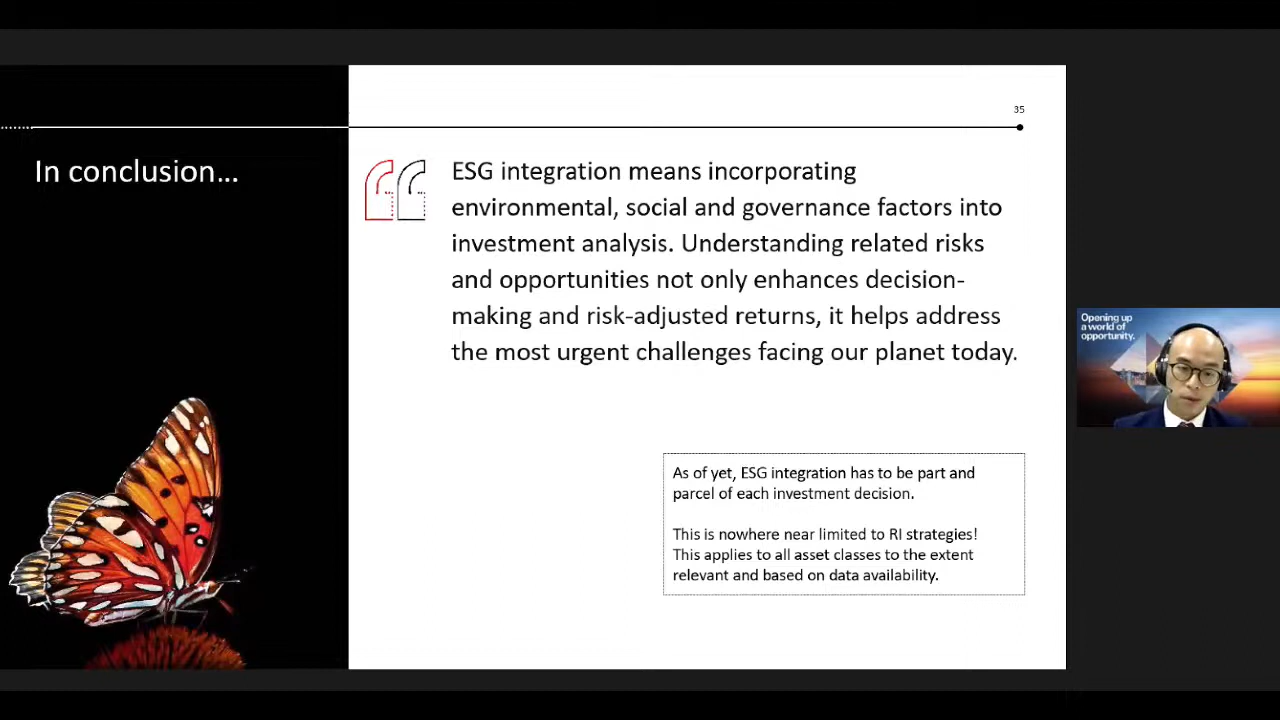 35
In conclusion...
ESG integration means incorporating
environmental, social and governance factors into
investment analysis. Understanding related risks
and opportunities not only enhances decision-
making and risk-adjusted returns, it helps address
the most urgent challenges facing our planet today.
Opening up
a world of
opportunity.
As of yet, ESG integration has to be part and
parcel of each investment decision.
This is nowhere near limited to RI strategies!
This applies to all asset classes to the extent
relevant and based on data availability.